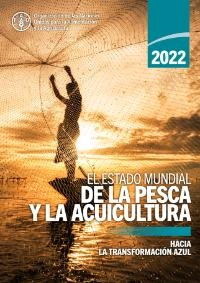 Organización de las Naciones
Unidas para la Alimentación
y la Agricultura
2022
EL ESTADO MUNDIAL
DE LA PESCA
Y LA ACUICULTURA
HACIA
LA TRANSFORMACIÓN AZUL